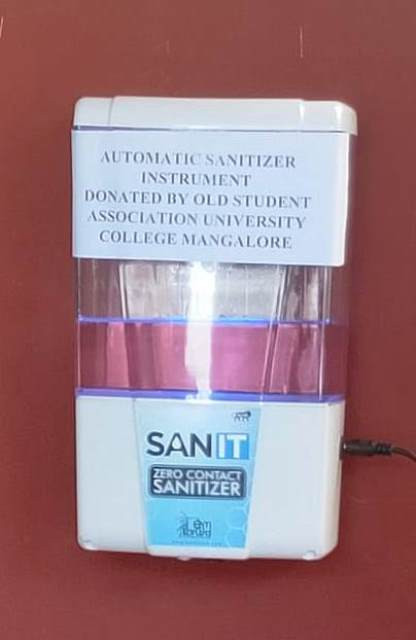 AUTOMATIC SANITIZER
INSTRUMENT
DONATED BY OLD STUDENT
ASSOCIATION UNIVERSITY
COLLEGE MANGALORE
SANIT
ZERO CONTACT
SANITIZER